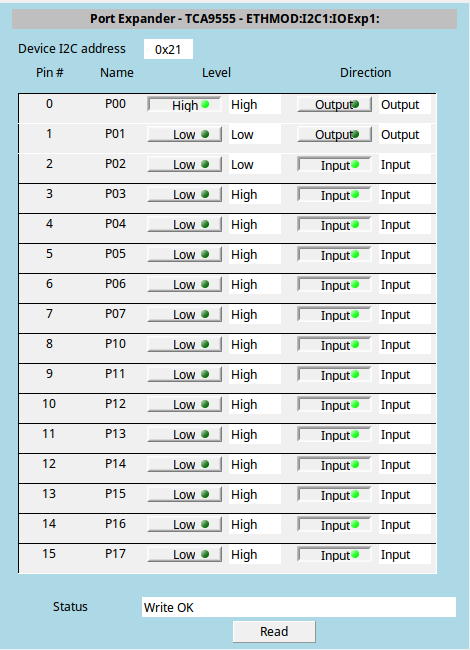 Port Expander - TCA9555 - ETHMOD:I2C1:IOExp1:
Device I2C address 0x21
Pin # Name Level Direction
0 P00 High High Output Output
1 P01 Low Low Output Output
2 P02 Low Low Input Input
3 P03 Low High Input Input
4 P04 Low High Input Input
5 P05 Low High Input Input
6 P06 Low High Input Input
7 P07 Low High Input Input
8 P10 Low High Input Input
9 P11 Low High Input Input
10 P12 Low High Input Input
11 P13 Low High Input Input
12 P14 Low High Input Input
13 P15 Low High Input Input
14 P16 Low High Input Input
15 P17 Low High Input Input
Status Write OK
Read